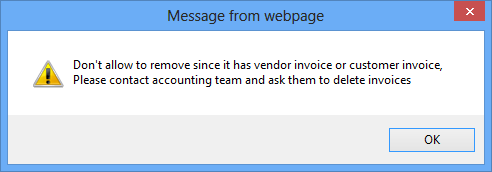 Message from webpage
Don't allow to remove since it has vendor invoice or customer invoice,
Please contact accounting team and ask them to delete invoices
OK